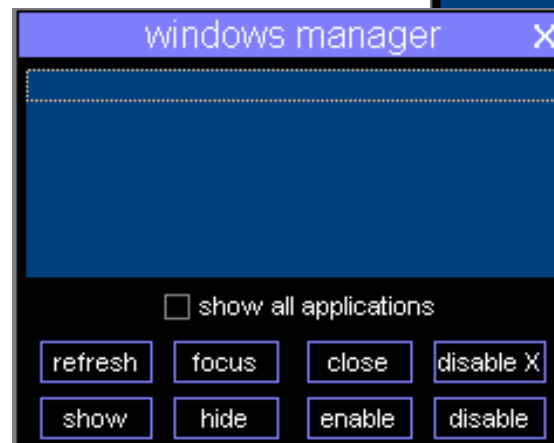 windows manager X
show all applications
refresh focus close disable X
show hide enable disable